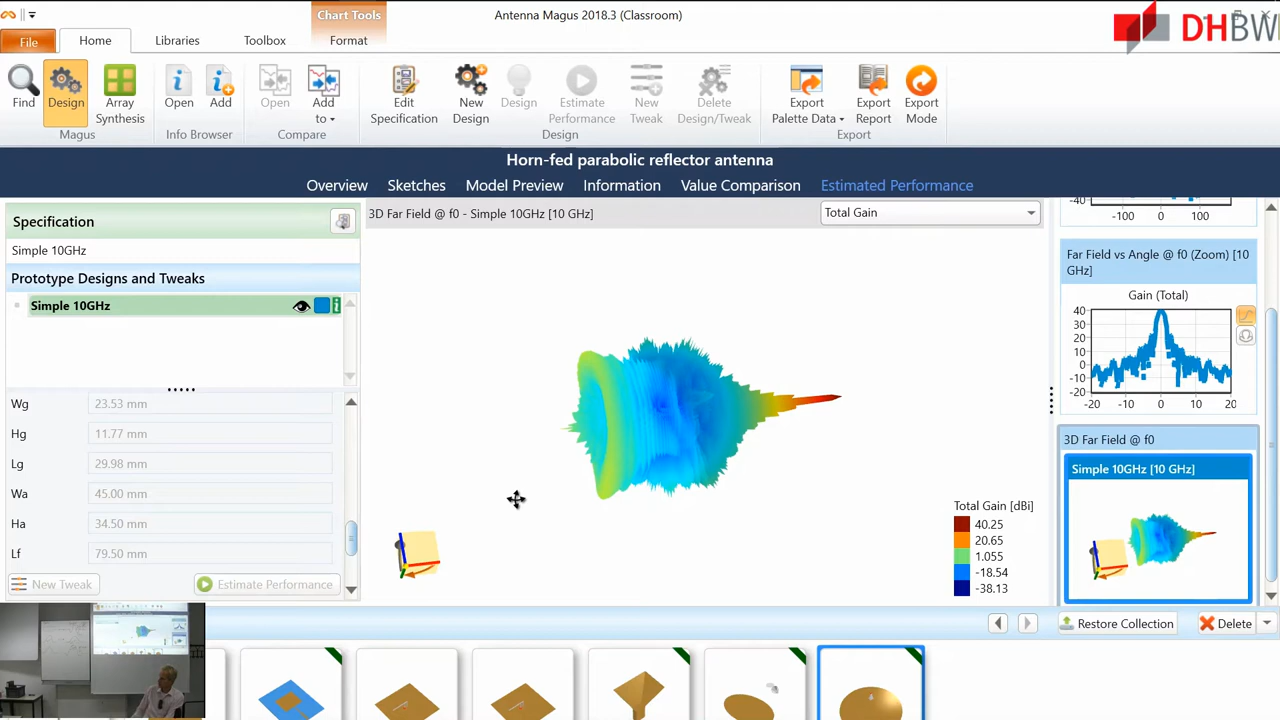 Antenna Magus 2018.3 (Classroom)
Chart Tools
DHBW
File
Home
Libraries
Toolbox
Format
Find
Design
Array
Synthesis
Magus
Open
Add
Info Browser
Open
Add
to
Compare
Edit
Specification
New
Design
Design
Estimate
Performance
New
Tweak
Delete
Design/Tweak
Design
Export
Palette Data
Export
Report
Export
Mode
Export
Horn-fed parabolic reflector antenna
Overview
Sketches
Model Preview
Information
Value Comparison
Estimated Performance
Specification
Simple 10GHz
Prototype Designs and Tweaks
Simple 10GHz
Wg 23.53 mm
Hg 11.77 mm
Lg 29.98 mm
Wa 45.00 mm
Ha 34.50 mm
Lf 79.50 mm
New Tweak
Estimate Performance
3D Far Field @ f0 - Simple 10GHz [10 GHz]
Total Gain
Total Gain [dBi]
40.25
20.65
1.055
-18.54
-38.13
-40
-100 0 100
Far Field vs Angle @ f0 (Zoom) [10
GHz]
Gain (Total)
40
30
20
10
0
-10
-20
-20 -10 0 10 20
3D Far Field @ f0
Simple 10GHz [10 GHz]
Restore Collection
Delete